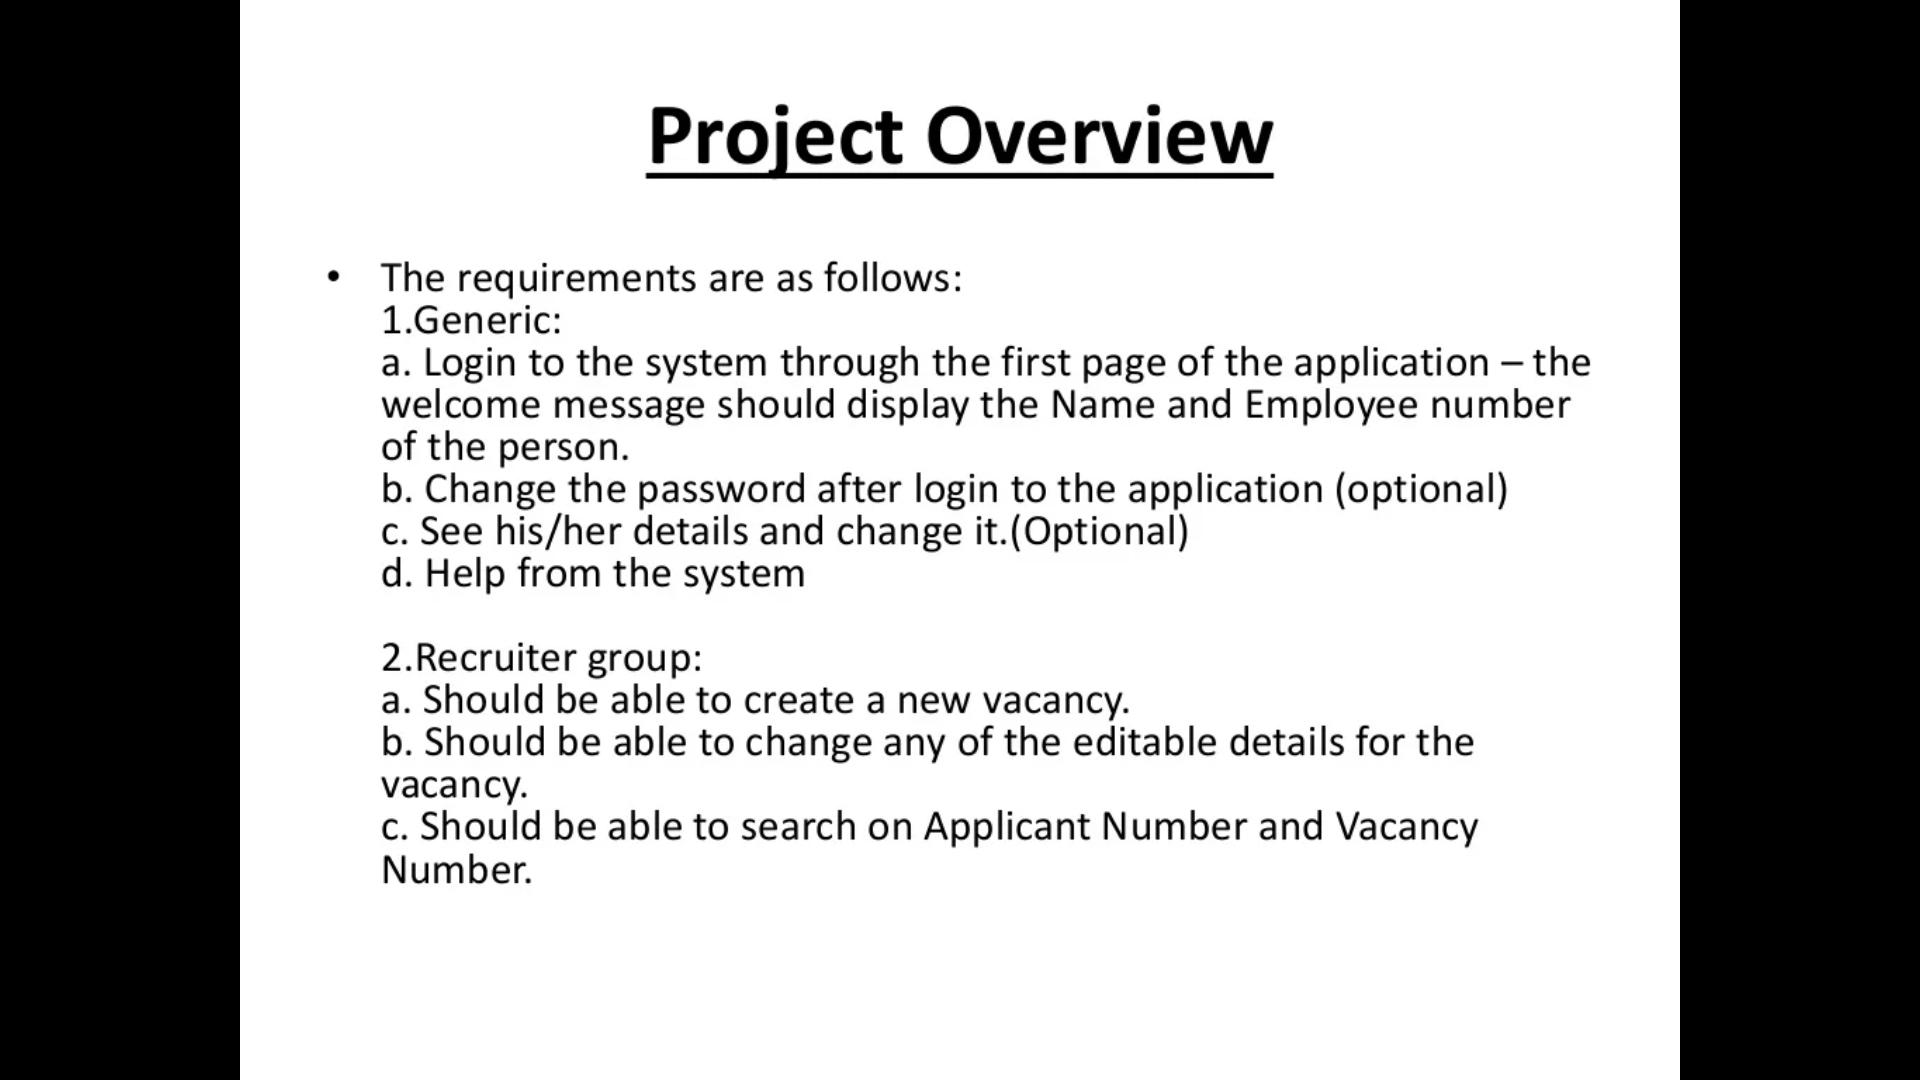 Project Overview
• The requirements are as follows:
1.Generic:
a. Login to the system through the first page of the application – the
welcome message should display the Name and Employee number
of the person.
b. Change the password after login to the application (optional)
c. See his/her details and change it.(Optional)
d. Help from the system
2.Recruiter group:
a. Should be able to create a new vacancy.
b. Should be able to change any of the editable details for the
vacancy.
c. Should be able to search on Applicant Number and Vacancy
Number.